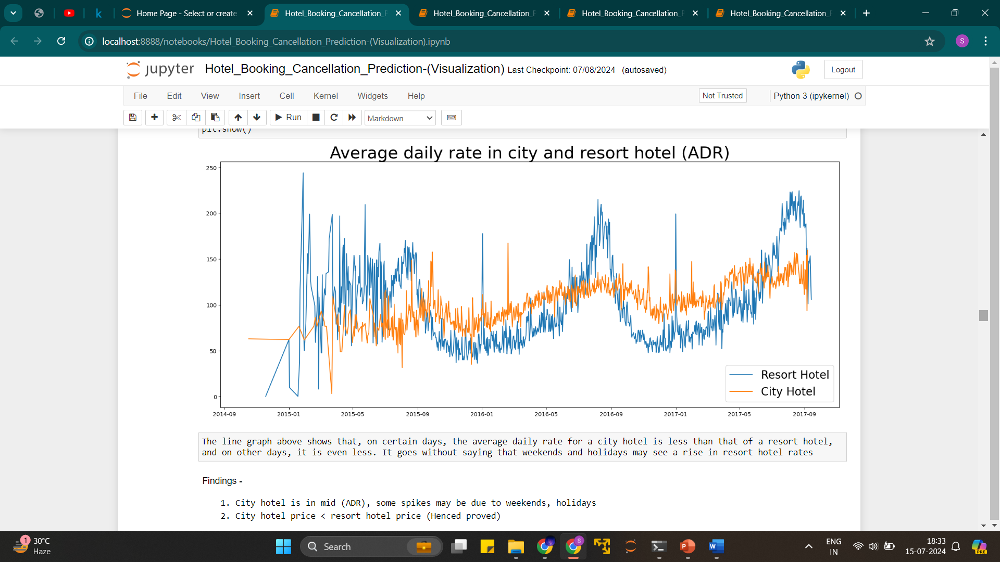 Home Page - Select or create
Hotel_Booking_Cancellation_
Hotel_Booking_Cancellation_
Hotel_Booking_Cancellation_
Hotel_Booking_Cancellation_
localhost:8888/notebooks/Hotel_Booking_Cancellation_Prediction-(Visualization).ipynb
S
jupyter Hotel_Booking_Cancellation_Prediction-(Visualization) Last Checkpoint: 07/08/2024 (autosaved)
Logout
File Edit View Insert Cell Kernel Widgets Help
Not Trusted
Python 3 (ipykernel)
Run
Markdown
plt.show()
Average daily rate in city and resort hotel (ADR)
250
200
150
100
50
0
2014-09 2015-01 2015-05 2015-09 2016-01 2016-05 2016-09 2017-01 2017-05 2017-09
Resort Hotel
City Hotel
The line graph above shows that, on certain days, the average daily rate for a city hotel is less than that of a resort hotel,
and on other days, it is even less. It goes without saying that weekends and holidays may see a rise in resort hotel rates
Findings -
1. City hotel is in mid (ADR), some spikes may be due to weekends, holidays
2. City hotel price < resort hotel price (Henced proved)
1
30°C
Haze
Search
S
ENG
IN
18:33
15-07-2024
PRE